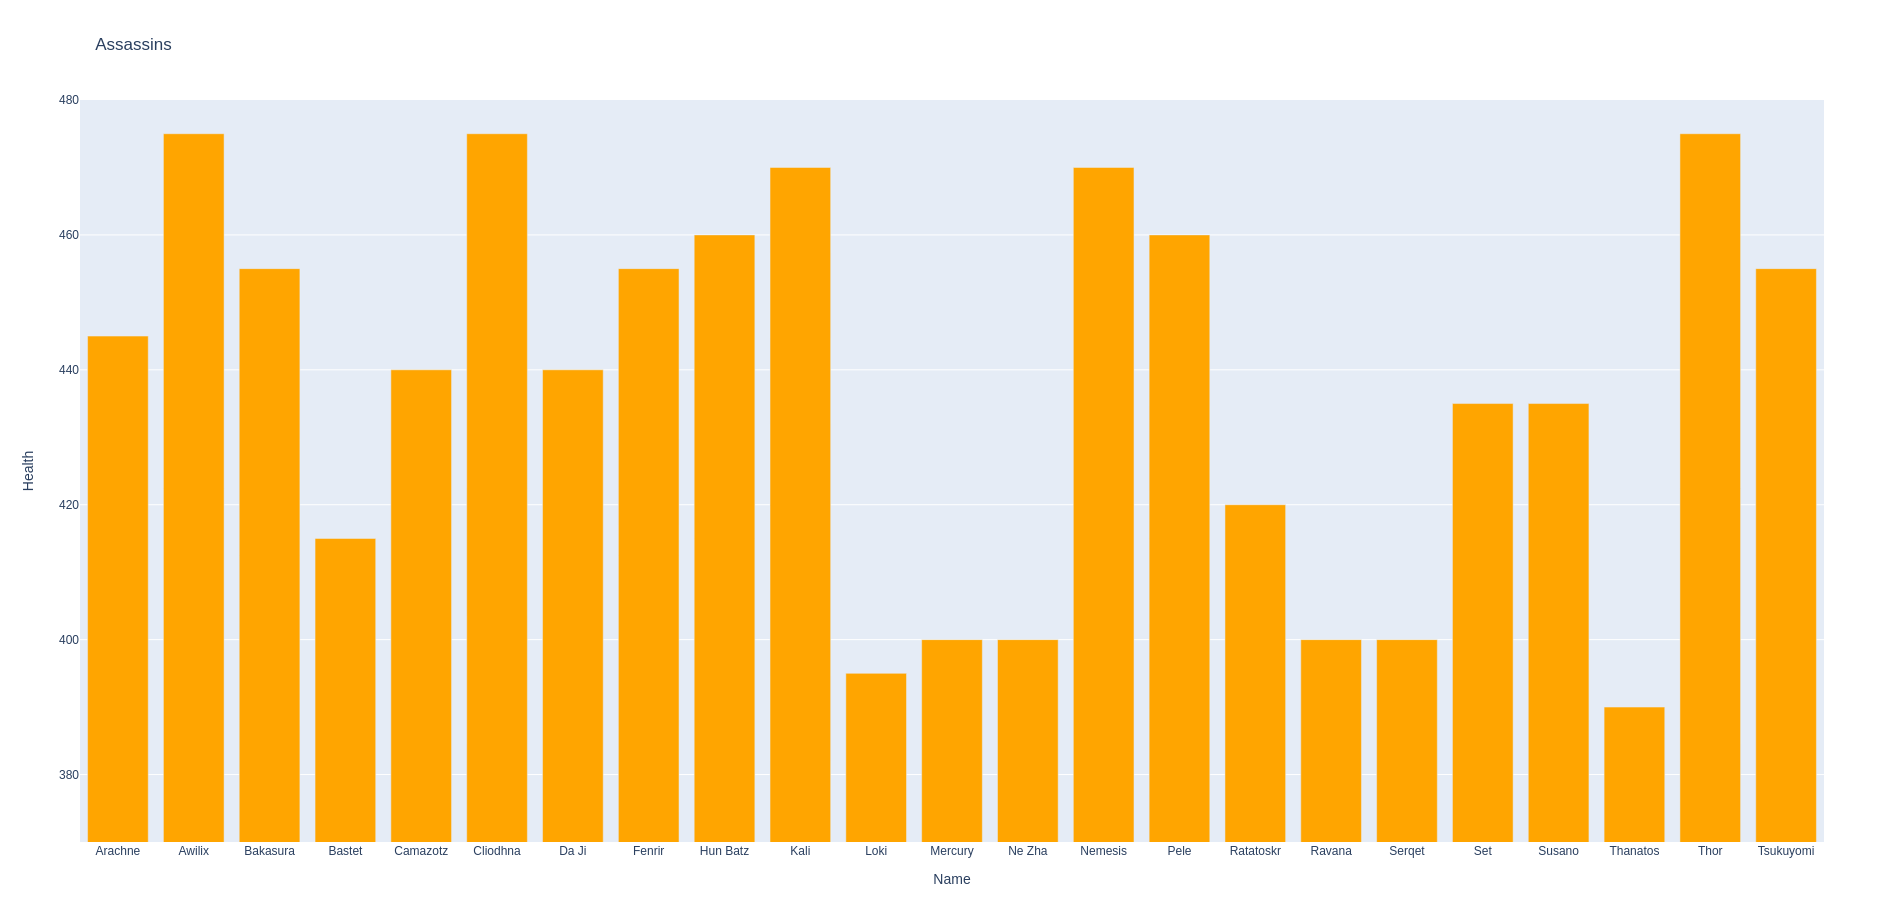 Assassins
480
460
440
420
400
380
Health
Arachne Awilix Bakasura Bastet Camazotz Cliodhna Da Ji Fenrir Hun Batz Kali Loki Mercury Ne Zha Nemesis Pele Ratatoskr Ravana Serqet Set Susano Thanatos Thor Tsukuyomi
Name